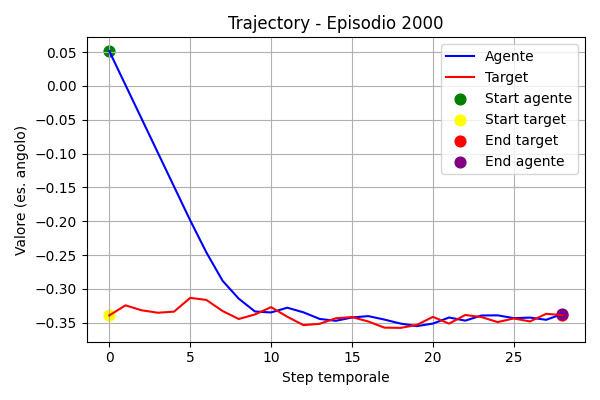 Trajectory - Episodio 2000
Agente
Target
Start agente
Start target
End target
End agente
Valore (es. angolo)
0.05
0.00
−0.05
−0.10
−0.15
−0.20
−0.25
−0.30
−0.35
0 5 10 15 20 25
Step temporale